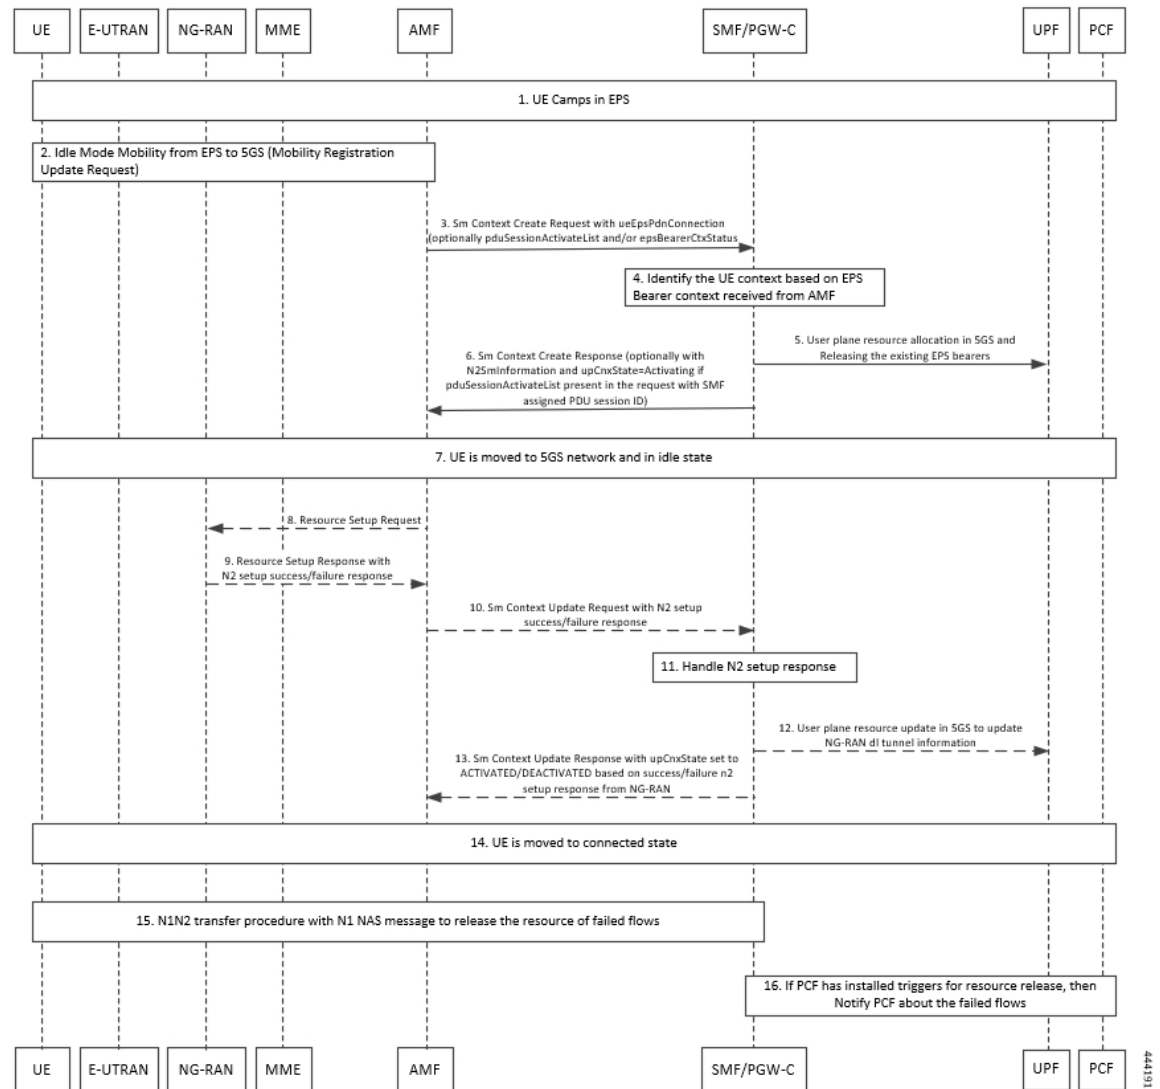 UE E-UTRAN NG-RAN MME AMF SMF/PGW-C UPF PCF
1. UE Camps in EPS
2. Idle Mode Mobility from EPS to 5GS (Mobility Registration
Update Request)
3. Sm Context Create Request with ueEpsPdnConnection
(optionally pduSessionActivateList and/or epsBearerCtxStatus
4. Identify the UE context based on EPS
Bearer context received from AMF
5. User plane resource allocation in 5GS and
Releasing the existing EPS bearers
6. Sm Context Create Response (optionally with
N2SmInformation and upCnxState=Activating if
pduSessionActivateList present in the request with SMF
assigned PDU session ID)
7. UE is moved to 5GS network and in idle state
8. Resource Setup Request
9. Resource Setup Response with
N2 setup success/failure response
10. Sm Context Update Request with N2 setup
success/failure response
11. Handle N2 setup response
12. User plane resource update in 5GS to update
NG-RAN dl tunnel information
13. Sm Context Update Response with upCnxState set to
ACTIVATED/DEACTIVATED based on success/failure n2
setup response from NG-RAN
14. UE is moved to connected state
15. N1N2 transfer procedure with N1 NAS message to release the resource of failed flows
16. If PCF has installed triggers for resource release, then
Notify PCF about the failed flows
UE E-UTRAN NG-RAN MME AMF SMF/PGW-C UPF PCF
444191